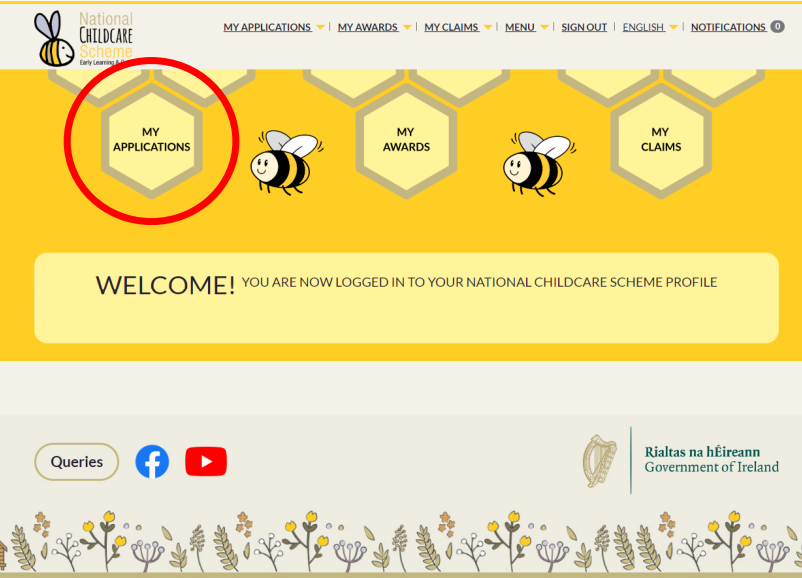 National
CHILDCARE
Scheme
Early Learning &
MY APPLICATIONS MY AWARDS MY CLAIMS MENU SIGN OUT ENGLISH NOTIFICATIONS 0
MY
APPLICATIONS
MY
AWARDS
MY
CLAIMS
WELCOME! YOU ARE NOW LOGGED IN TO YOUR NATIONAL CHILDCARE SCHEME PROFILE
Queries
Rialtas na hÉireann
Government of Ireland